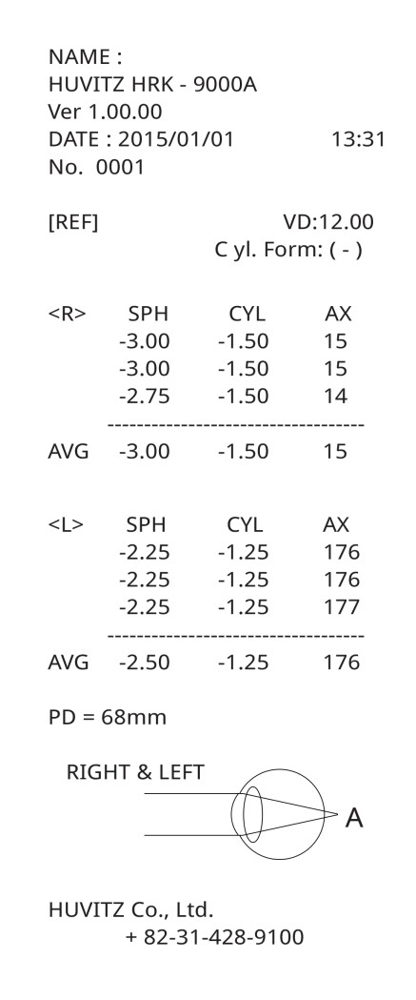 NAME :
HUVITZ HRK - 9000A
Ver 1.00.00
DATE : 2015/01/01 13:31
No. 0001
[REF] VD:12.00
C yl. Form: ( - )
<R> SPH CYL AX
-3.00 -1.50 15
-3.00 -1.50 15
-2.75 -1.50 14
-----------------------------------
AVG -3.00 -1.50 15
<L> SPH CYL AX
-2.25 -1.25 176
-2.25 -1.25 176
-2.25 -1.25 177
-----------------------------------
AVG -2.50 -1.25 176
PD = 68mm
RIGHT & LEFT
A
HUVITZ Co., Ltd.
+ 82-31-428-9100